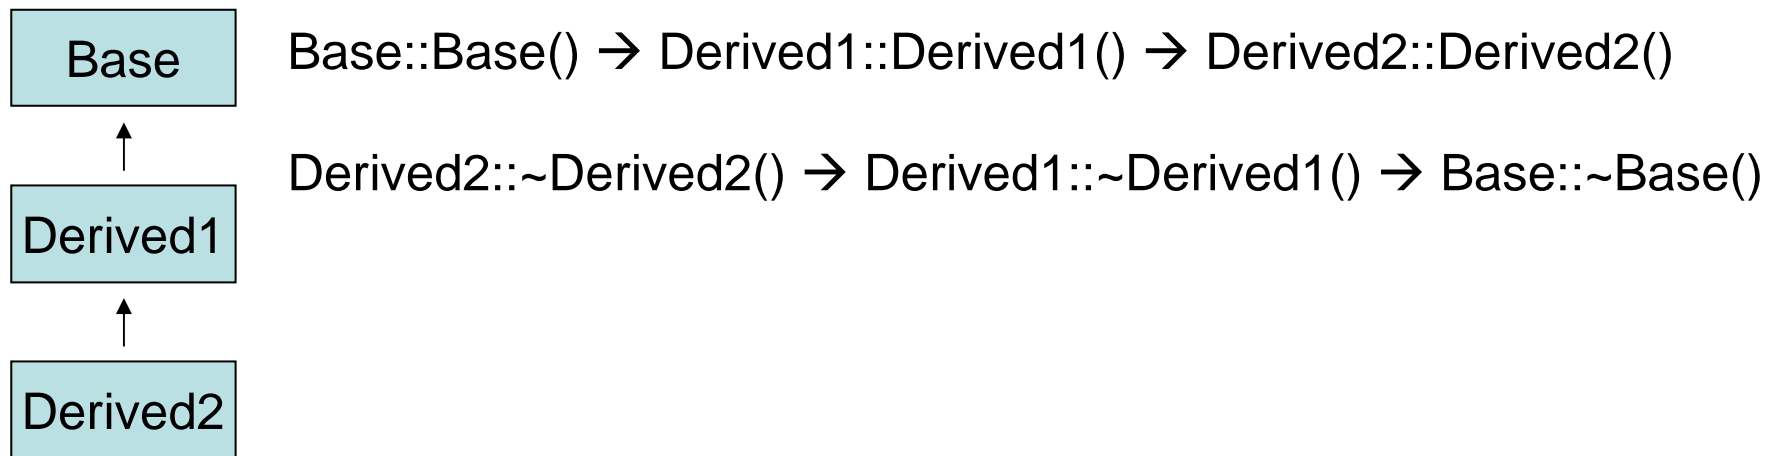 Base
Base::Base() → Derived1::Derived1() → Derived2::Derived2()
Derived2::~Derived2() → Derived1::~Derived1() → Base::~Base()
Derived1
Derived2